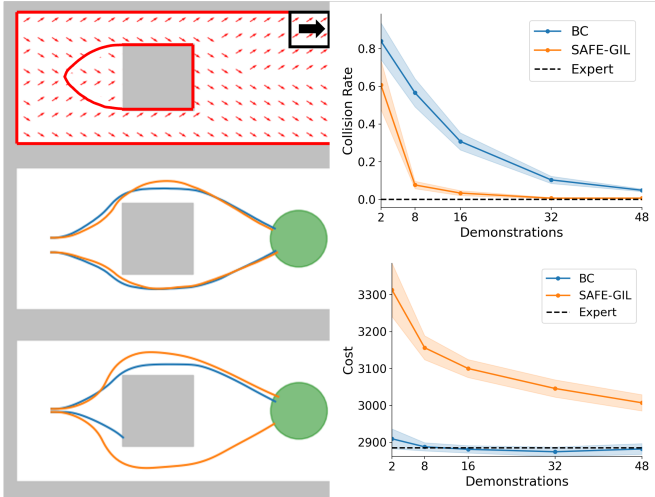 BC
SAFE-GIL
Expert
Collision Rate
0.8
0.6
0.4
0.2
0.0
2 8 16 32 48
Demonstrations
BC
SAFE-GIL
Expert
Cost
3300
3200
3100
3000
2900
2 8 16 32 48
Demonstrations